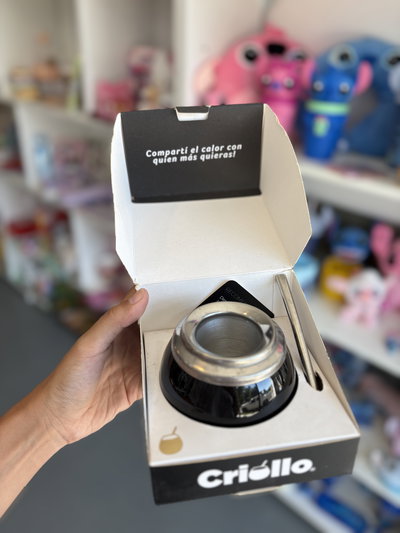 Compartí el calor con
quien más quieras!
Criollo